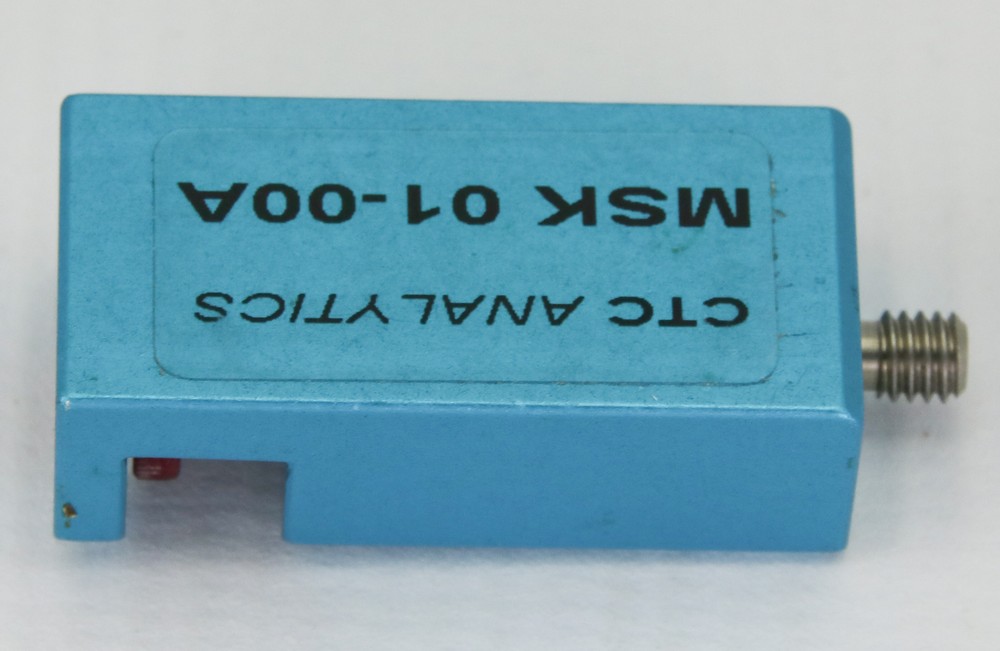 CTC ANALYTICS
MSK 01-00A